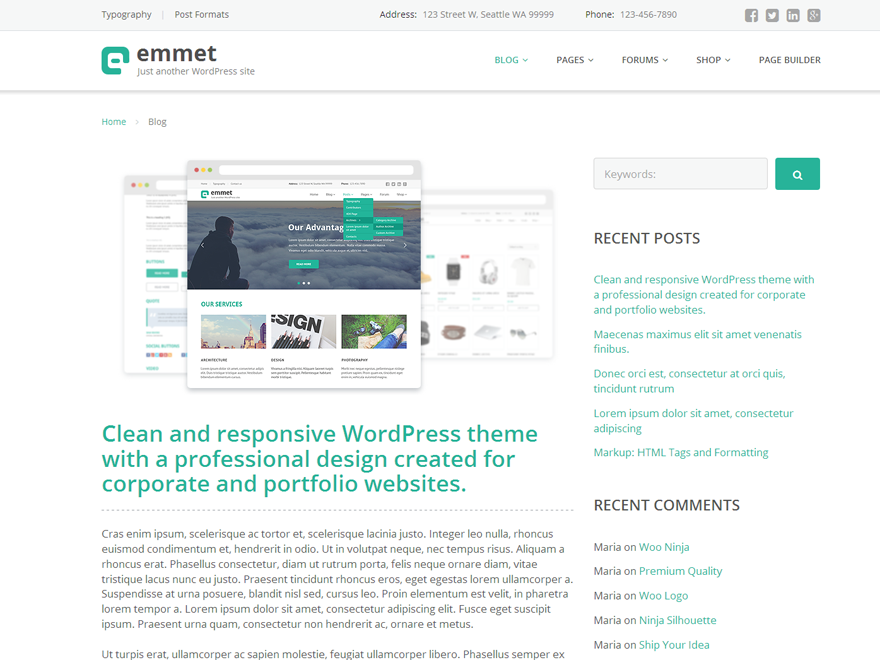 Typography
Post Formats
Address: 123 Street W. Seattle WA 99999
Phone: 123-456-7890
emmet
Just another WordPress site
BLOG
PAGES
FORUMS
SHOP
PAGE BUILDER
Home > Blog
emmet
Our Advantag
READ MORE
OUR SERVICES
ESIGN
ARCHITECTURE
DESIGN
PHOTOGRAPHY
Clean and responsive WordPress theme
with a professional design created for
corporate and portfolio websites.
Cras enim ipsum, scelerisque ac tortor et, scelerisque lacinia justo. Integer leo nulla, rhoncus
euismod condimentum et, hendrerit in odio. Ut in volutpat neque, nec tempus risus. Aliquam a
rhoncus erat. Phasellus consectetur, diam ut rutrum porta, felis neque ornare diam, vitae
tristique lacus nunc eu justo. Praesent tincidunt rhoncus eros, eget egestas lorem ullamcorper a.
Suspendisse at urna posuere, blandit nisl sed, cursus leo. Proin elementum est velit, in pharetra
lorem tempor a. Lorem ipsum dolor sit amet, consectetur adipiscing elit. Fusce eget suscipit
ipsum. Praesent urna quam, consectetur non hendrerit ac, ornare et metus.
Ut turpis erat, ullamcorper ac sapien molestie, feugiat ullamcorper libero. Phasellus semper ex
Keywords:
RECENT POSTS
Clean and responsive WordPress theme with
a professional design created for corporate
and portfolio websites.
Maecenas maximus elit sit amet venenatis
finibus.
Donec orci est, consectetur at orci quis,
tincidunt rutrum
Lorem ipsum dolor sit amet, consectetur
adipiscing
Markup: HTML Tags and Formatting
RECENT COMMENTS
Maria on Woo Ninja
Maria on Premium Quality
Maria on Woo Logo
Maria on Ninja Silhouette
Maria on Ship Your Idea